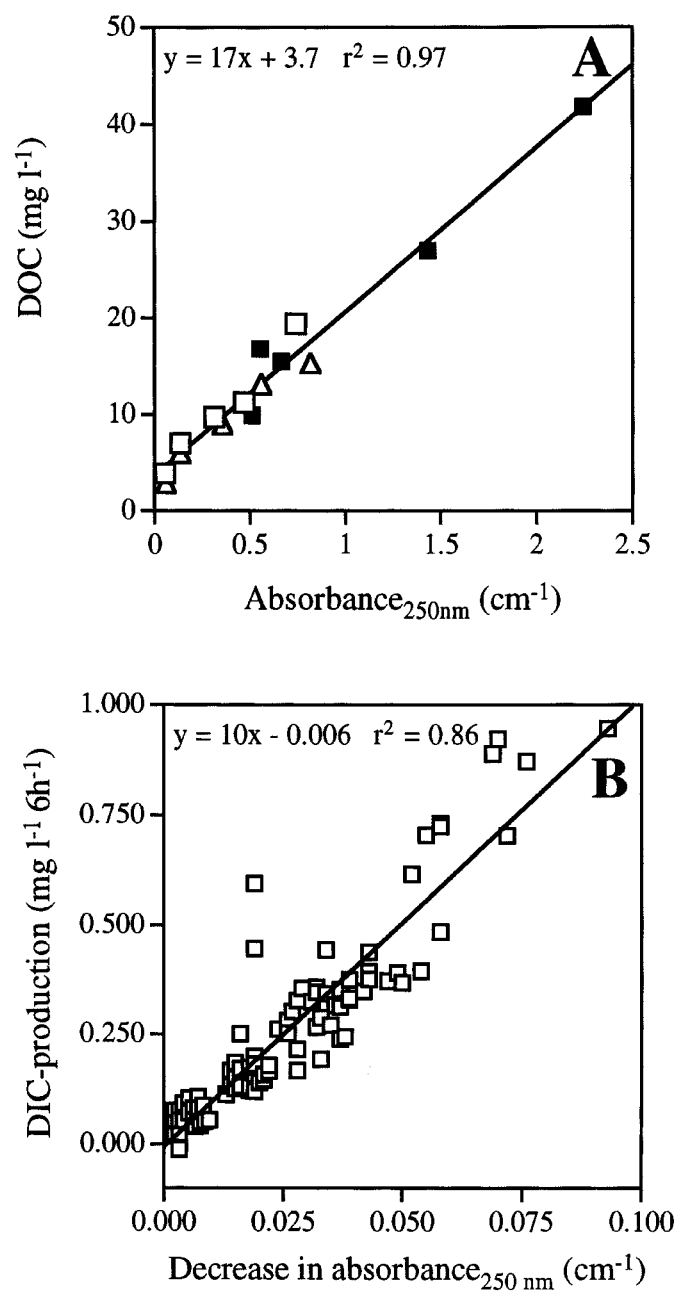 50
y = 17x + 3.7 r² = 0.97
A
40
30
20
10
0
DOC (mg l⁻¹)
0 0.5 1 1.5 2 2.5
Absorbance₂₅₀ₙₘ (cm⁻¹)
1.000
y = 10x - 0.006 r² = 0.86
B
0.750
0.500
0.250
0.000
DIC-production (mg l⁻¹ 6h⁻¹)
0.000 0.025 0.050 0.075 0.100
Decrease in absorbance₂₅₀ ₙₘ (cm⁻¹)